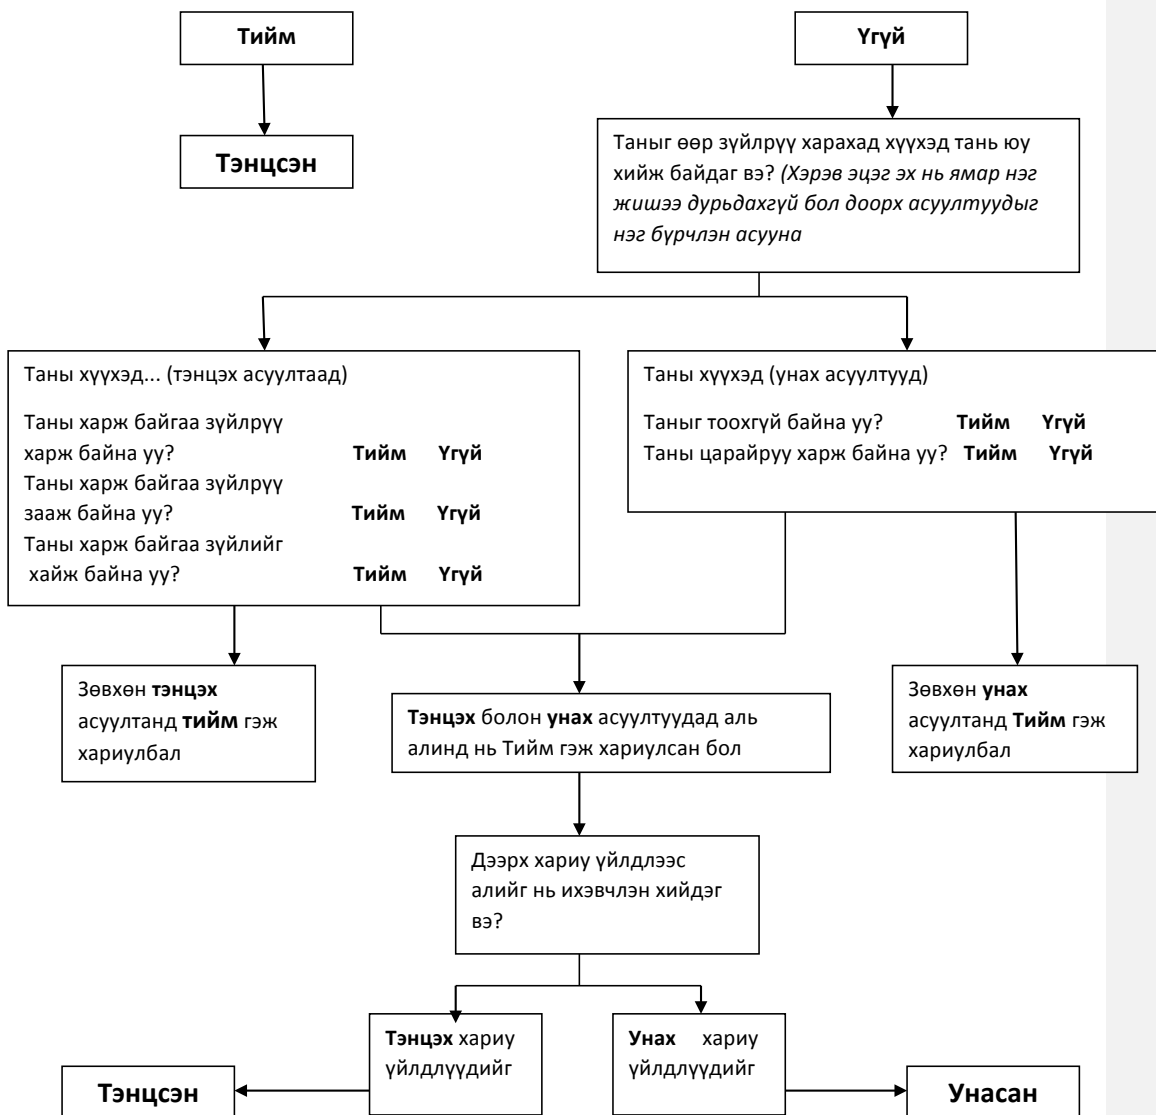 Тийм
Үгүй
Тэнцсэн
Таныг өөр зүйлрүү харахад хүүхэд тань юу
хийж байдаг вэ? (Хэрэв эцэг эх нь ямар нэг
жишээ дурьдахгүй бол доорх асуултуудыг
нэг бүрчлэн асууна
Таны хүүхэд... (тэнцэх асуултаад)
Таны харж байгаа зүйлрүү
харж байна уу? Тийм Үгүй
Таны харж байгаа зүйлрүү
зааж байна уу? Тийм Үгүй
Таны харж байгаа зүйлийг
хайж байна уу? Тийм Үгүй
Таны хүүхэд (унах асуултууд)
Таныг тоохгүй байна уу? Тийм Үгүй
Таны царайруу харж байна уу? Тийм Үгүй
Зөвхөн тэнцэх
асуултанд тийм гэж
хариулбал
Тэнцэх болон унах асуултуудад аль
алинд нь Тийм гэж хариулсан бол
Зөвхөн унах
асуултанд Тийм гэж
хариулбал
Дээрх хариу үйлдлээс
алийг нь ихэвчлэн хийдэг
вэ?
Тэнцэх хариу
үйлдлүүдийг
Унах хариу
үйлдлүүдийг
Тэнцсэн
Унасан